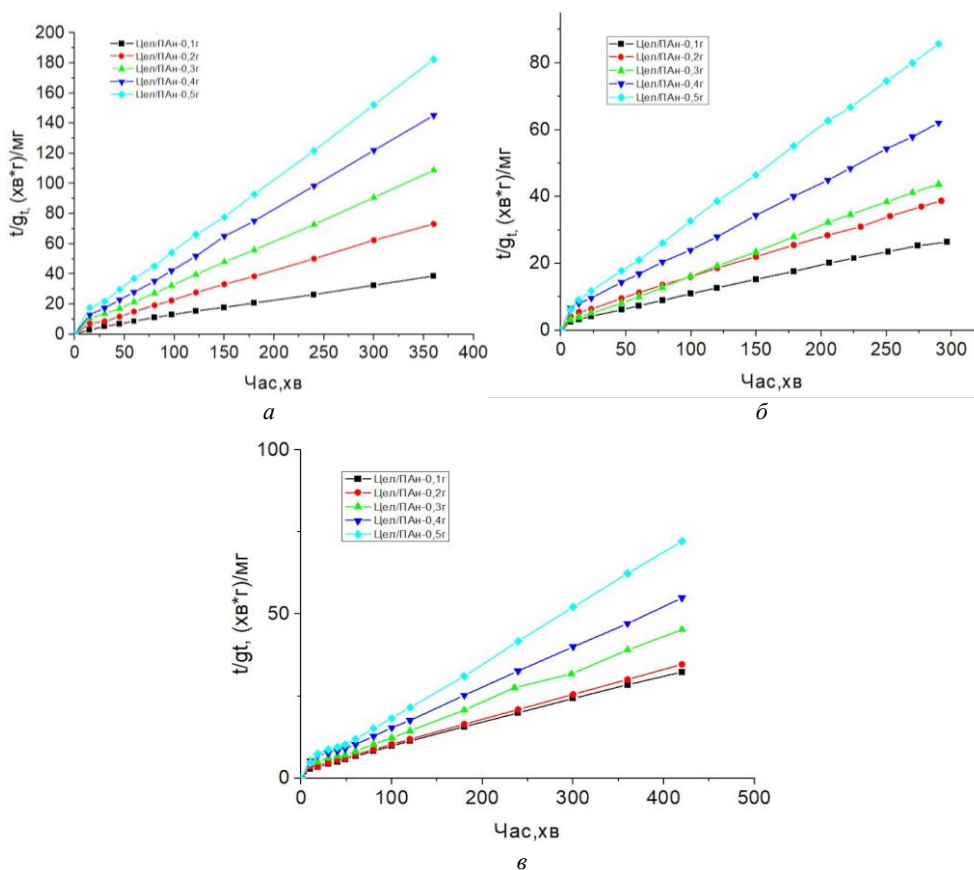 200
180
160
140
120
100
80
60
40
20
0
t/g t, (хв*г)/мг
Цел/ПАн-0,1г
Цел/ПАн-0,2г
Цел/ПАн-0,3г
Цел/ПАн-0,4г
Цел/ПАн-0,5г
0 50 100 150 200 250 300 350 400
Час,хв
а
80
60
40
20
0
t/g t, (хв*г)/мг
Цел/ПАн-0,1г
Цел/ПАн-0,2г
Цел/ПАн-0,3г
Цел/ПАн-0,4г
Цел/ПАн-0,5г
0 50 100 150 200 250 300
Час,хв
б
100
50
0
t/gt, (хв*г)/мг
Цел/ПАн-0,1г
Цел/ПАн-0,2г
Цел/ПАн-0,3г
Цел/ПАн-0,4г
Цел/ПАн-0,5г
0 100 200 300 400 500
Час,хв
в